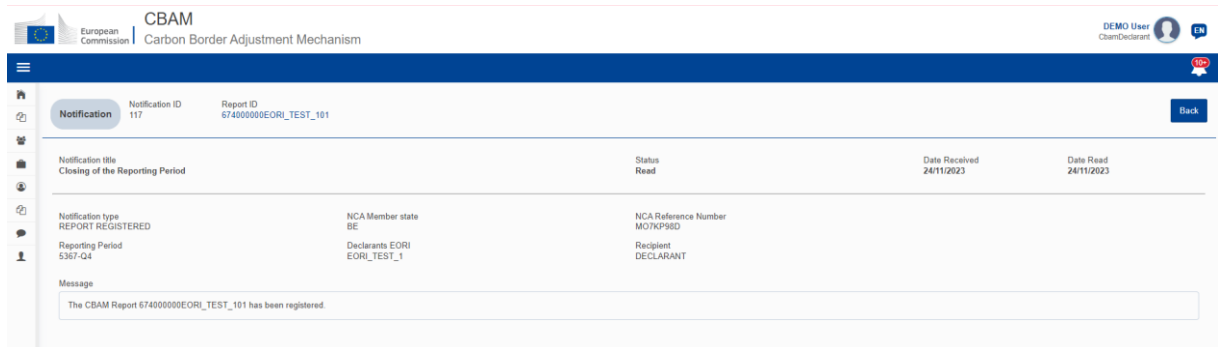 European
Commission
CBAM
Carbon Border Adjustment Mechanism
DEMO User
CbamDeclarant
EN
10+
Notification
Notification ID
117
Report ID
674000000EORI_TEST_101
Back
Notification title
Closing of the Reporting Period
Status
Read
Date Received
24/11/2023
Date Read
24/11/2023
Notification type
REPORT REGISTERED
NCA Member state
BE
NCA Reference Number
MO7KP98D
Reporting Period
5367-Q4
Declarants EORI
EORI_TEST_1
Recipient
DECLARANT
Message
The CBAM Report 674000000EORI_TEST_101 has been registered.